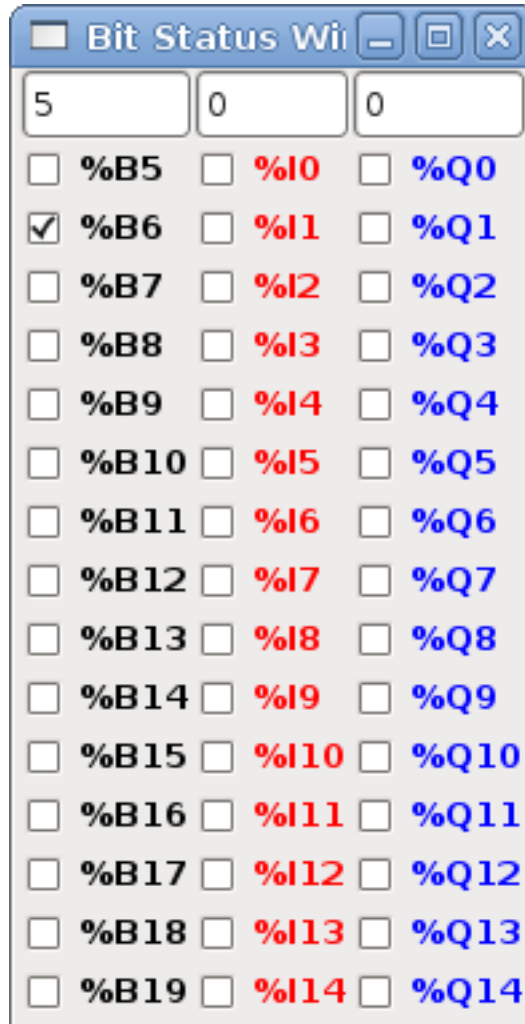 Bit Status Wi
5 0 0
%B5 %I0 %Q0
%B6 %I1 %Q1
%B7 %I2 %Q2
%B8 %I3 %Q3
%B9 %I4 %Q4
%B10 %I5 %Q5
%B11 %I6 %Q6
%B12 %I7 %Q7
%B13 %I8 %Q8
%B14 %I9 %Q9
%B15 %I10 %Q10
%B16 %I11 %Q11
%B17 %I12 %Q12
%B18 %I13 %Q13
%B19 %I14 %Q14